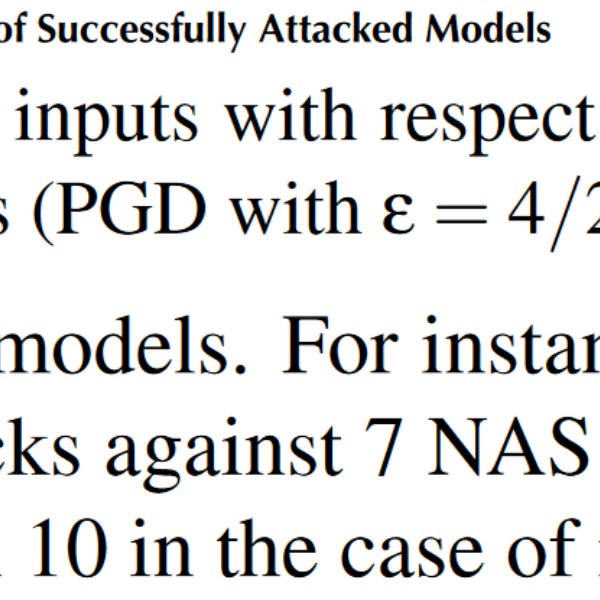 of Successfully Attacked Models
inputs with respect
s (PGD with ε = 4/2
models. For instan
cks against 7 NAS
10 in the case of